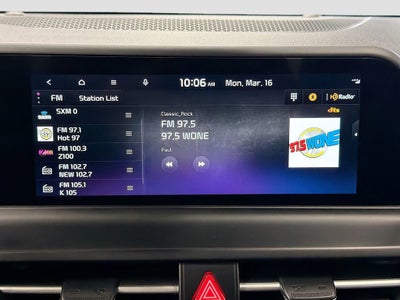 10:06 AM Mon, Mar. 16
FM Station List
HD Radio
dts
SXM 0
FM 97.1
Hot 97
FM 100.3
Z100
FM 102.7
NEW 102.7
FM 105.1
K 105
Classic_Rock
FM 97.5
97.5 WONE
Paul
97.5 WONE